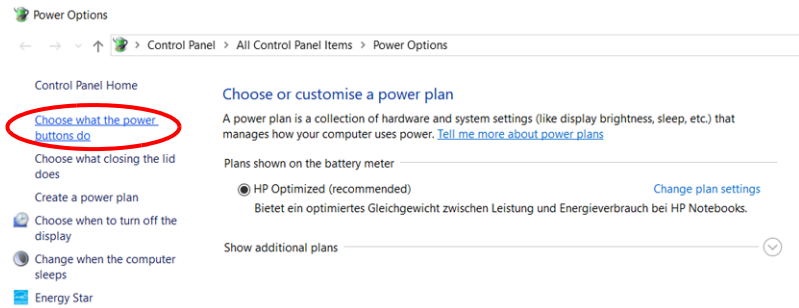 Power Options
Control Panel > All Control Panel Items > Power Options
Control Panel Home
Choose what the power
buttons do
Choose what closing the lid
does
Create a power plan
Choose when to turn off the
display
Change when the computer
sleeps
Energy Star
Choose or customise a power plan
A power plan is a collection of hardware and system settings (like display brightness, sleep, etc.) that
manages how your computer uses power. Tell me more about power plans
Plans shown on the battery meter
HP Optimized (recommended) Change plan settings
Bietet ein optimiertes Gleichgewicht zwischen Leistung und Energieverbrauch bei HP Notebooks.
Show additional plans